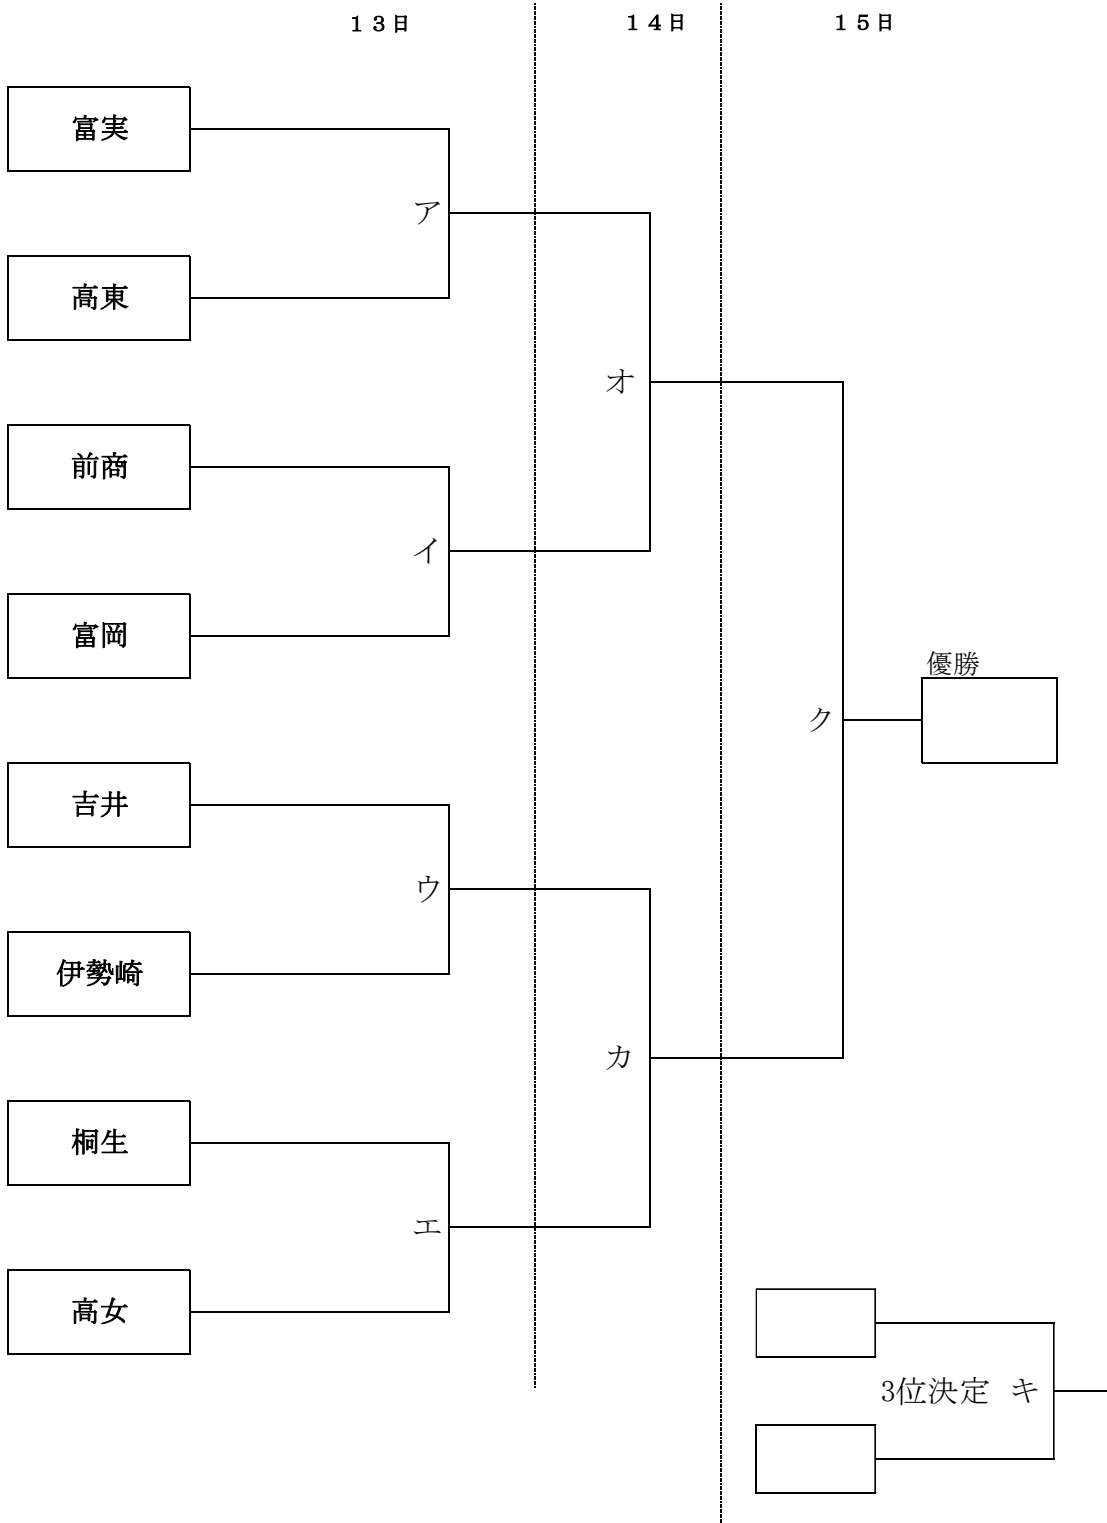 １３日 １４日 １５日
富実
ア
高東
オ
前商
イ
富岡
優勝
ク
吉井
ウ
伊勢崎
カ
桐生
エ
高女
3位決定 キ